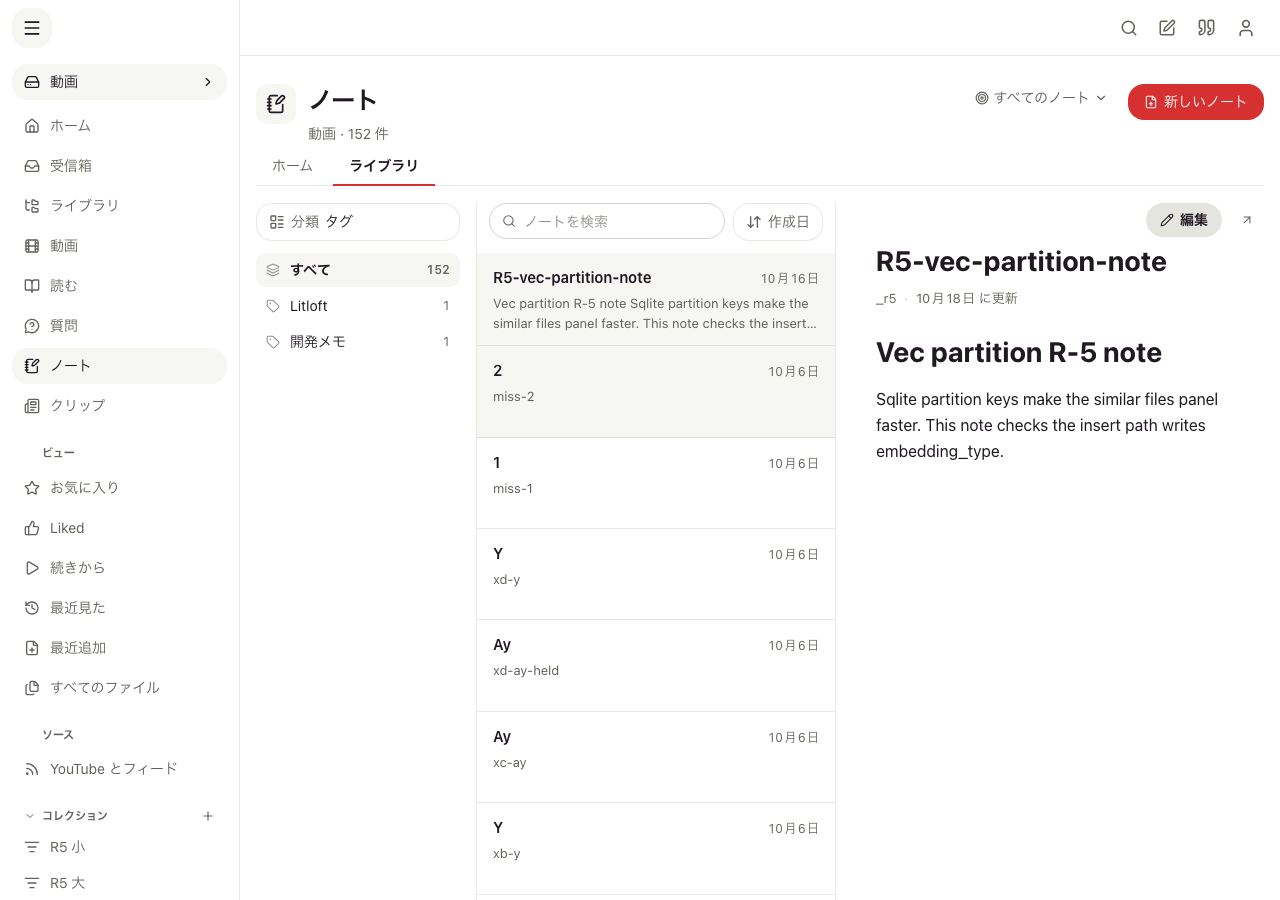 動画
ホーム
受信箱
ライブラリ
動画
読む
質問
ノート
クリップ
ビュー
お気に入り
Liked
続きから
最近見た
最近追加
すべてのファイル
ソース
YouTube とフィード
コレクション
R5 小
R5 大
ノート
動画 · 152 件
すべてのノート
新しいノート
ホーム
ライブラリ
分類 タグ
すべて 152
Litloft 1
開発メモ 1
ノートを検索
作成日
R5-vec-partition-note 10月16日
Vec partition R-5 note Sqlite partition keys make the
similar files panel faster. This note checks the insert…
2 10月6日
miss-2
1 10月6日
miss-1
Y 10月6日
xd-y
Ay 10月6日
xd-ay-held
Ay 10月6日
xc-ay
Y 10月6日
xb-y
編集
R5-vec-partition-note
_r5 · 10月18日 に更新
Vec partition R-5 note
Sqlite partition keys make the similar files panel
faster. This note checks the insert path writes
embedding_type.